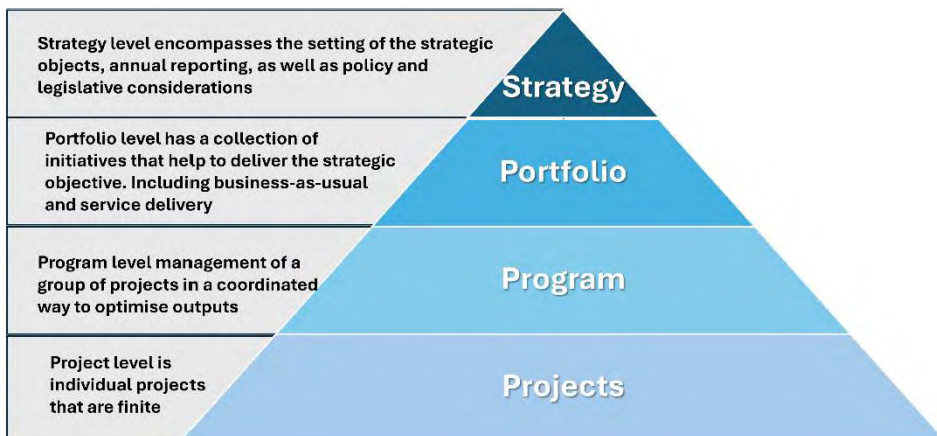 Strategy level encompasses the setting of the strategic
objects, annual reporting, as well as policy and
legislative considerations
Strategy
Portfolio level has a collection of
initiatives that help to deliver the strategic
objective. Including business-as-usual
and service delivery
Portfolio
Program level management of a
group of projects in a coordinated
way to optimise outputs
Program
Project level is
individual projects
that are finite
Projects